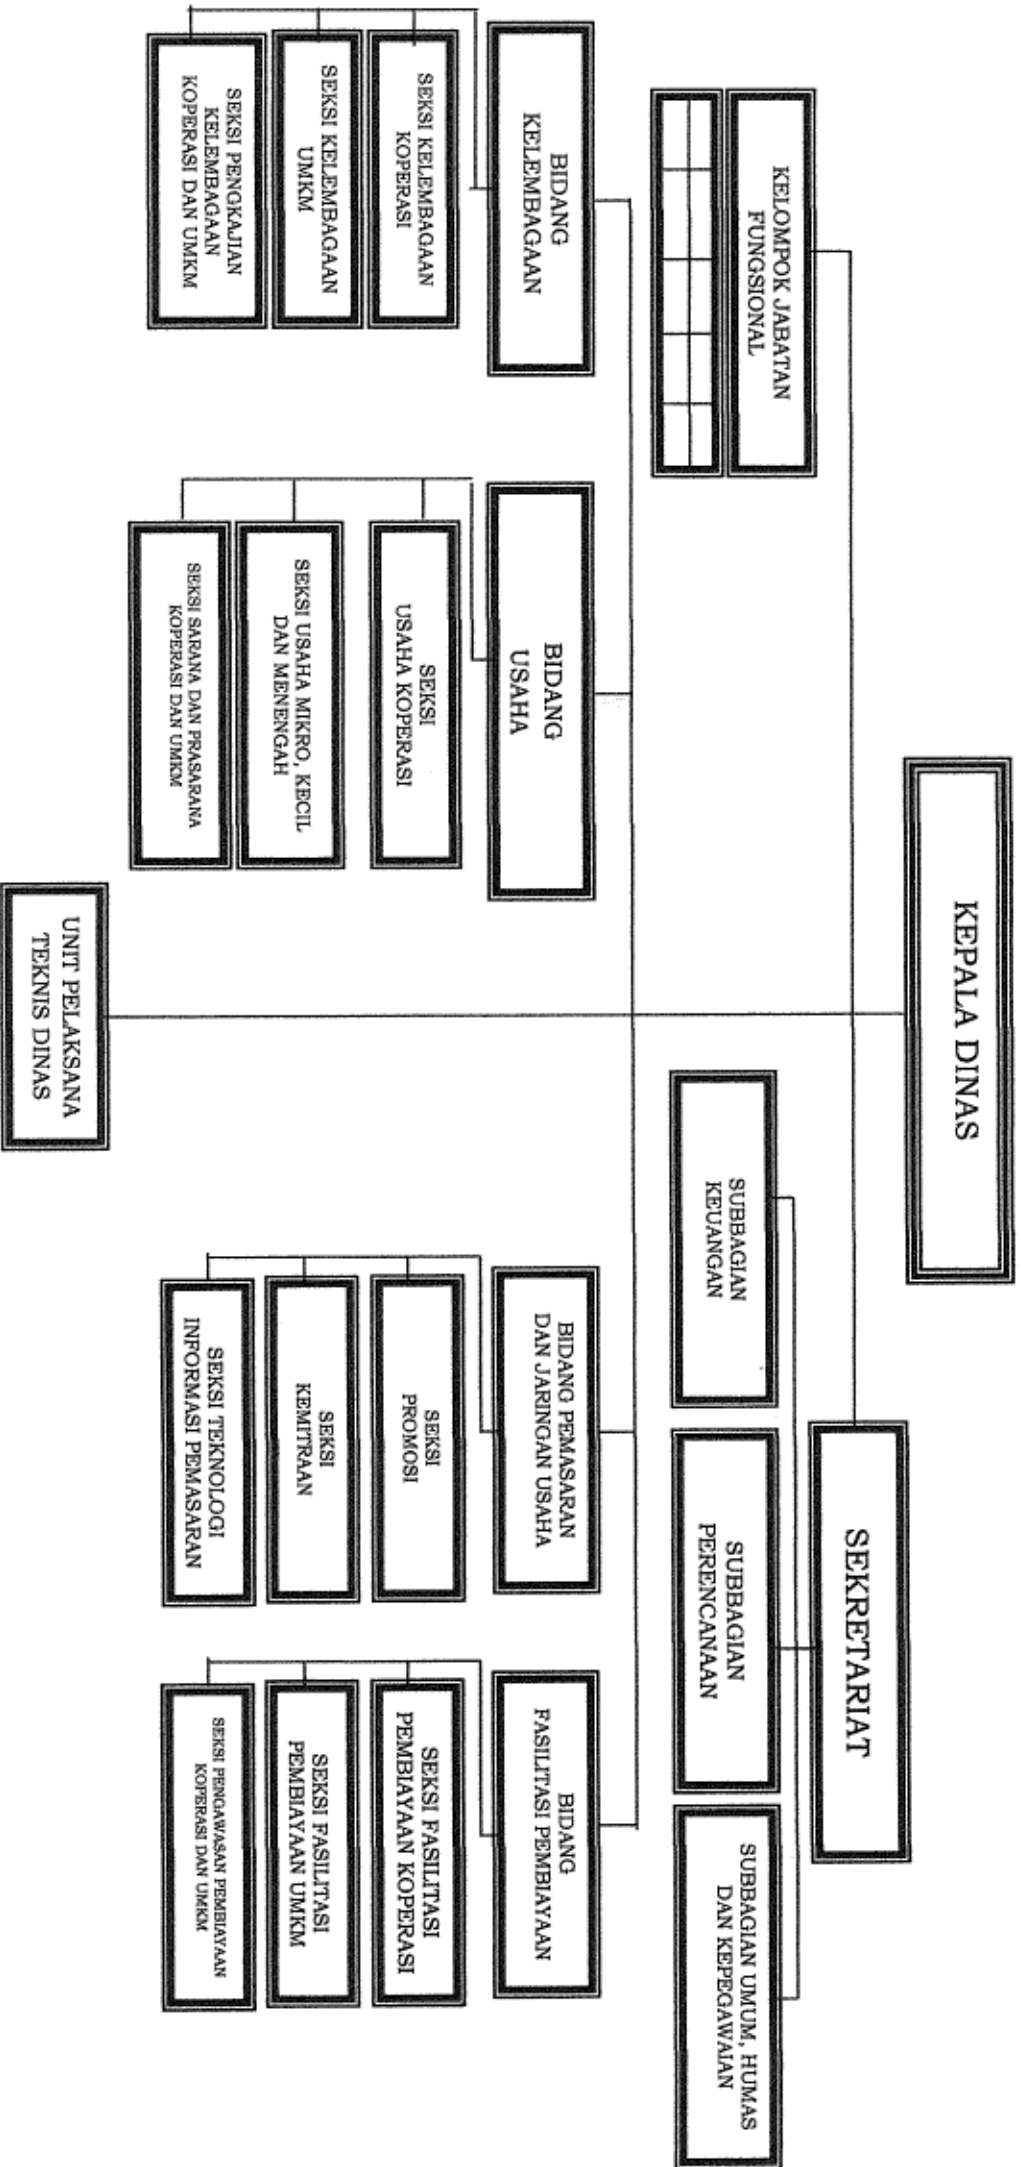 KEPALA DINAS
SEKRETARIAT
KELOMPOK JABATAN
FUNGSIONAL
SUBBAGIAN
KEUANGAN
SUBBAGIAN
PERENCANAAN
SUBBAGIAN UMUM, HUMAS
DAN KEPEGAWAIAN
BIDANG
KELEMBAGAAN
BIDANG
USAHA
BIDANG PEMASARAN
DAN JARINGAN USAHA
BIDANG
FASILITASI PEMBIAYAAN
SEKSI KELEMBAGAAN
KOPERASI
SEKSI
USAHA KOPERASI
SEKSI
PROMOSI
SEKSI FASILITASI
PEMBIAYAAN KOPERASI
SEKSI KELEMBAGAAN
UMKM
SEKSI USAHA MIKRO, KECIL
DAN MENENGAH
SEKSI
KEMITRAAN
SEKSI FASILITASI
PEMBIAYAAN UMKM
SEKSI PENGKAJIAN
KELEMBAGAAN
KOPERASI DAN UMKM
SEKSI SARANA DAN PRASARANA
KOPERASI DAN UMKM
SEKSI TEKNOLOGI
INFORMASI PEMASARAN
SEKSI PENGAWASAN PEMBIAYAAN
KOPERASI DAN UMKM
UNIT PELAKSANA
TEKNIS DINAS